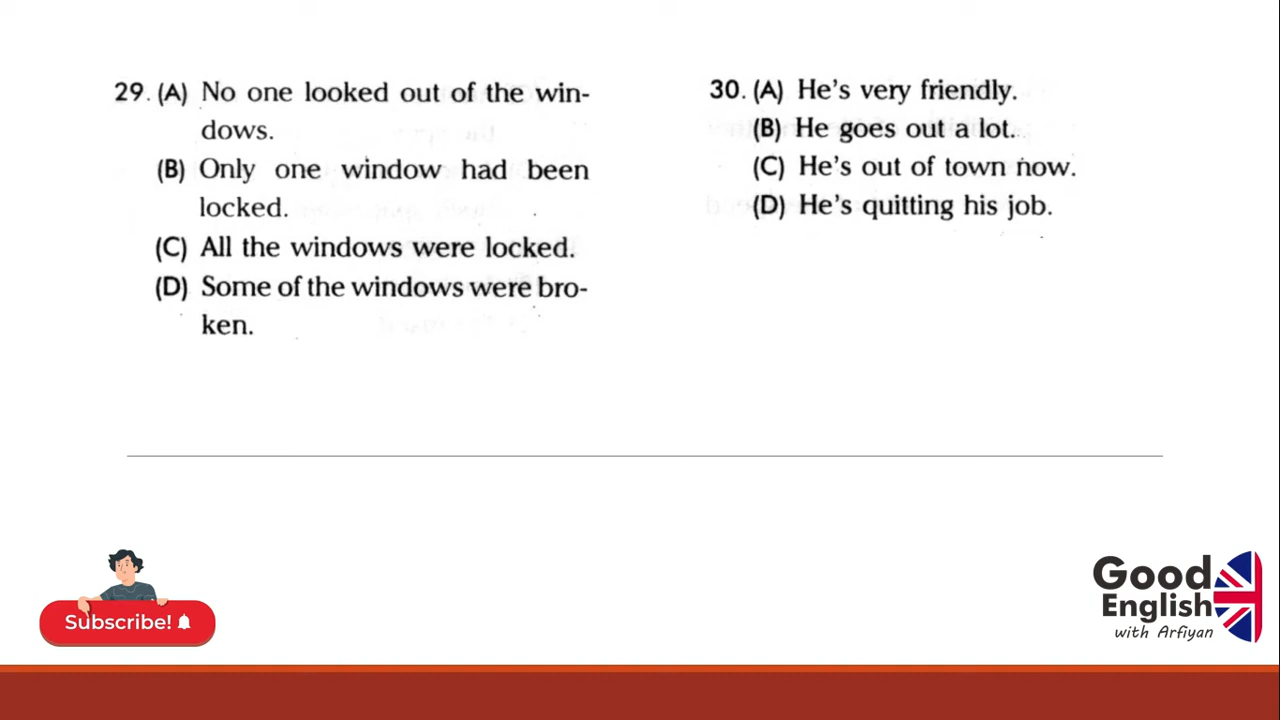 29. (A) No one looked out of the win-
dows.
(B) Only one window had been
locked.
(C) All the windows were locked.
(D) Some of the windows were bro-
ken.
30. (A) He's very friendly.
(B) He goes out a lot.
(C) He's out of town now.
(D) He's quitting his job.
Subscribe!
Good
English
with Arfiyan